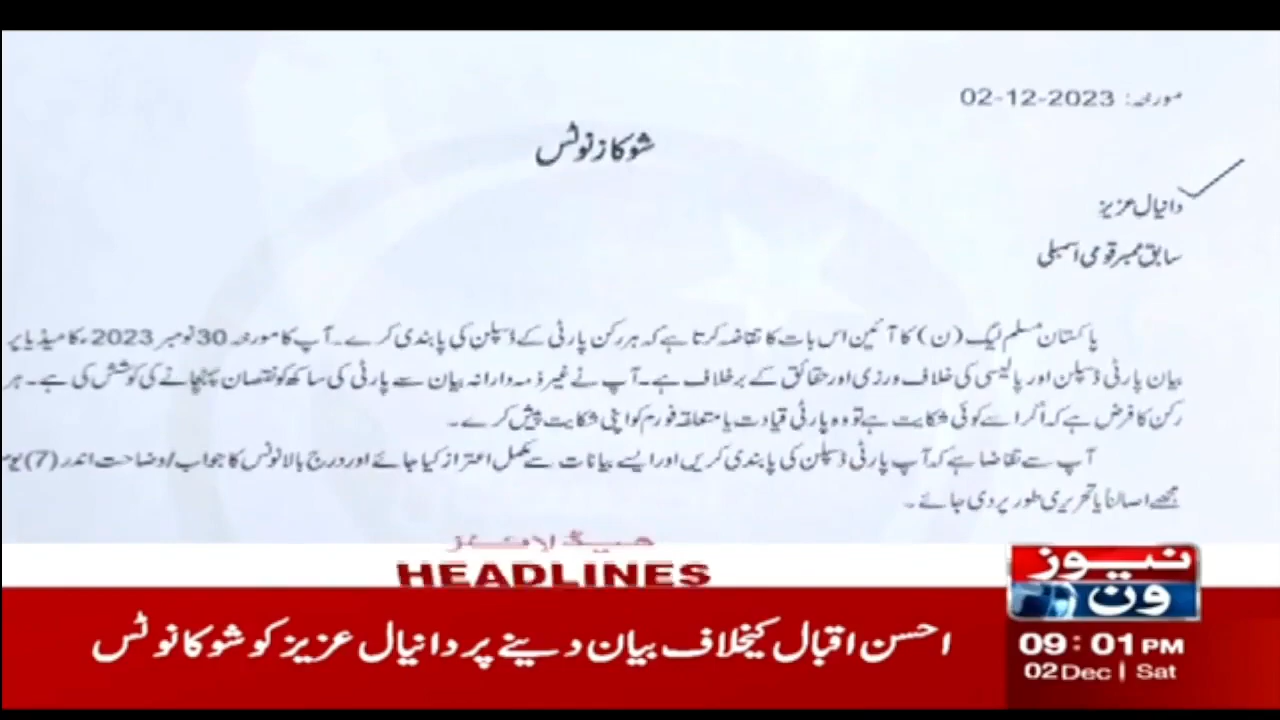 مورخہ: 02-12-2023
شوکاز نوٹس
دانیال عزیز
سابق ممبر قومی اسمبلی
پاکستان مسلم لیگ (ن) کا آئین اس بات کا تقاضہ کرتا ہے کہ ہر رکن پارٹی کے ڈسپلن کی پابندی کرے۔ آپ کا مورخہ 30 نومبر 2023، کا میڈیا پر
بیان پارٹی ڈسپلن اور پالیسی کی خلاف ورزی اور حقائق کے برخلاف ہے۔ آپ نے غیر ذمہ دارانہ بیان سے پارٹی کی ساکھ کو نقصان پہنچانے کی کوشش کی ہے۔ ہر
رکن کا فرض ہے کہ اگر اسے کوئی شکایت ہے تو وہ پارٹی قیادت یا متعلقہ فورم کو اپنی شکایت پیش کرے۔
آپ سے تقاضا ہے کہ آپ پارٹی ڈسپلن کی پابندی کریں اور ایسے بیانات سے مکمل اعتراز کیا جائے اور درج بالا نوٹس کا جواب/وضاحت اندر (7) یوم
مجھے اصالتاً یا تحریری طور پر دی جائے۔
ہیڈلائنز
HEADLINES
نیوز
ون
احسن اقبال کیخلاف بیان دینے پر دانیال عزیز کو شوکا نوٹس
09:01 PM
02 Dec | Sat